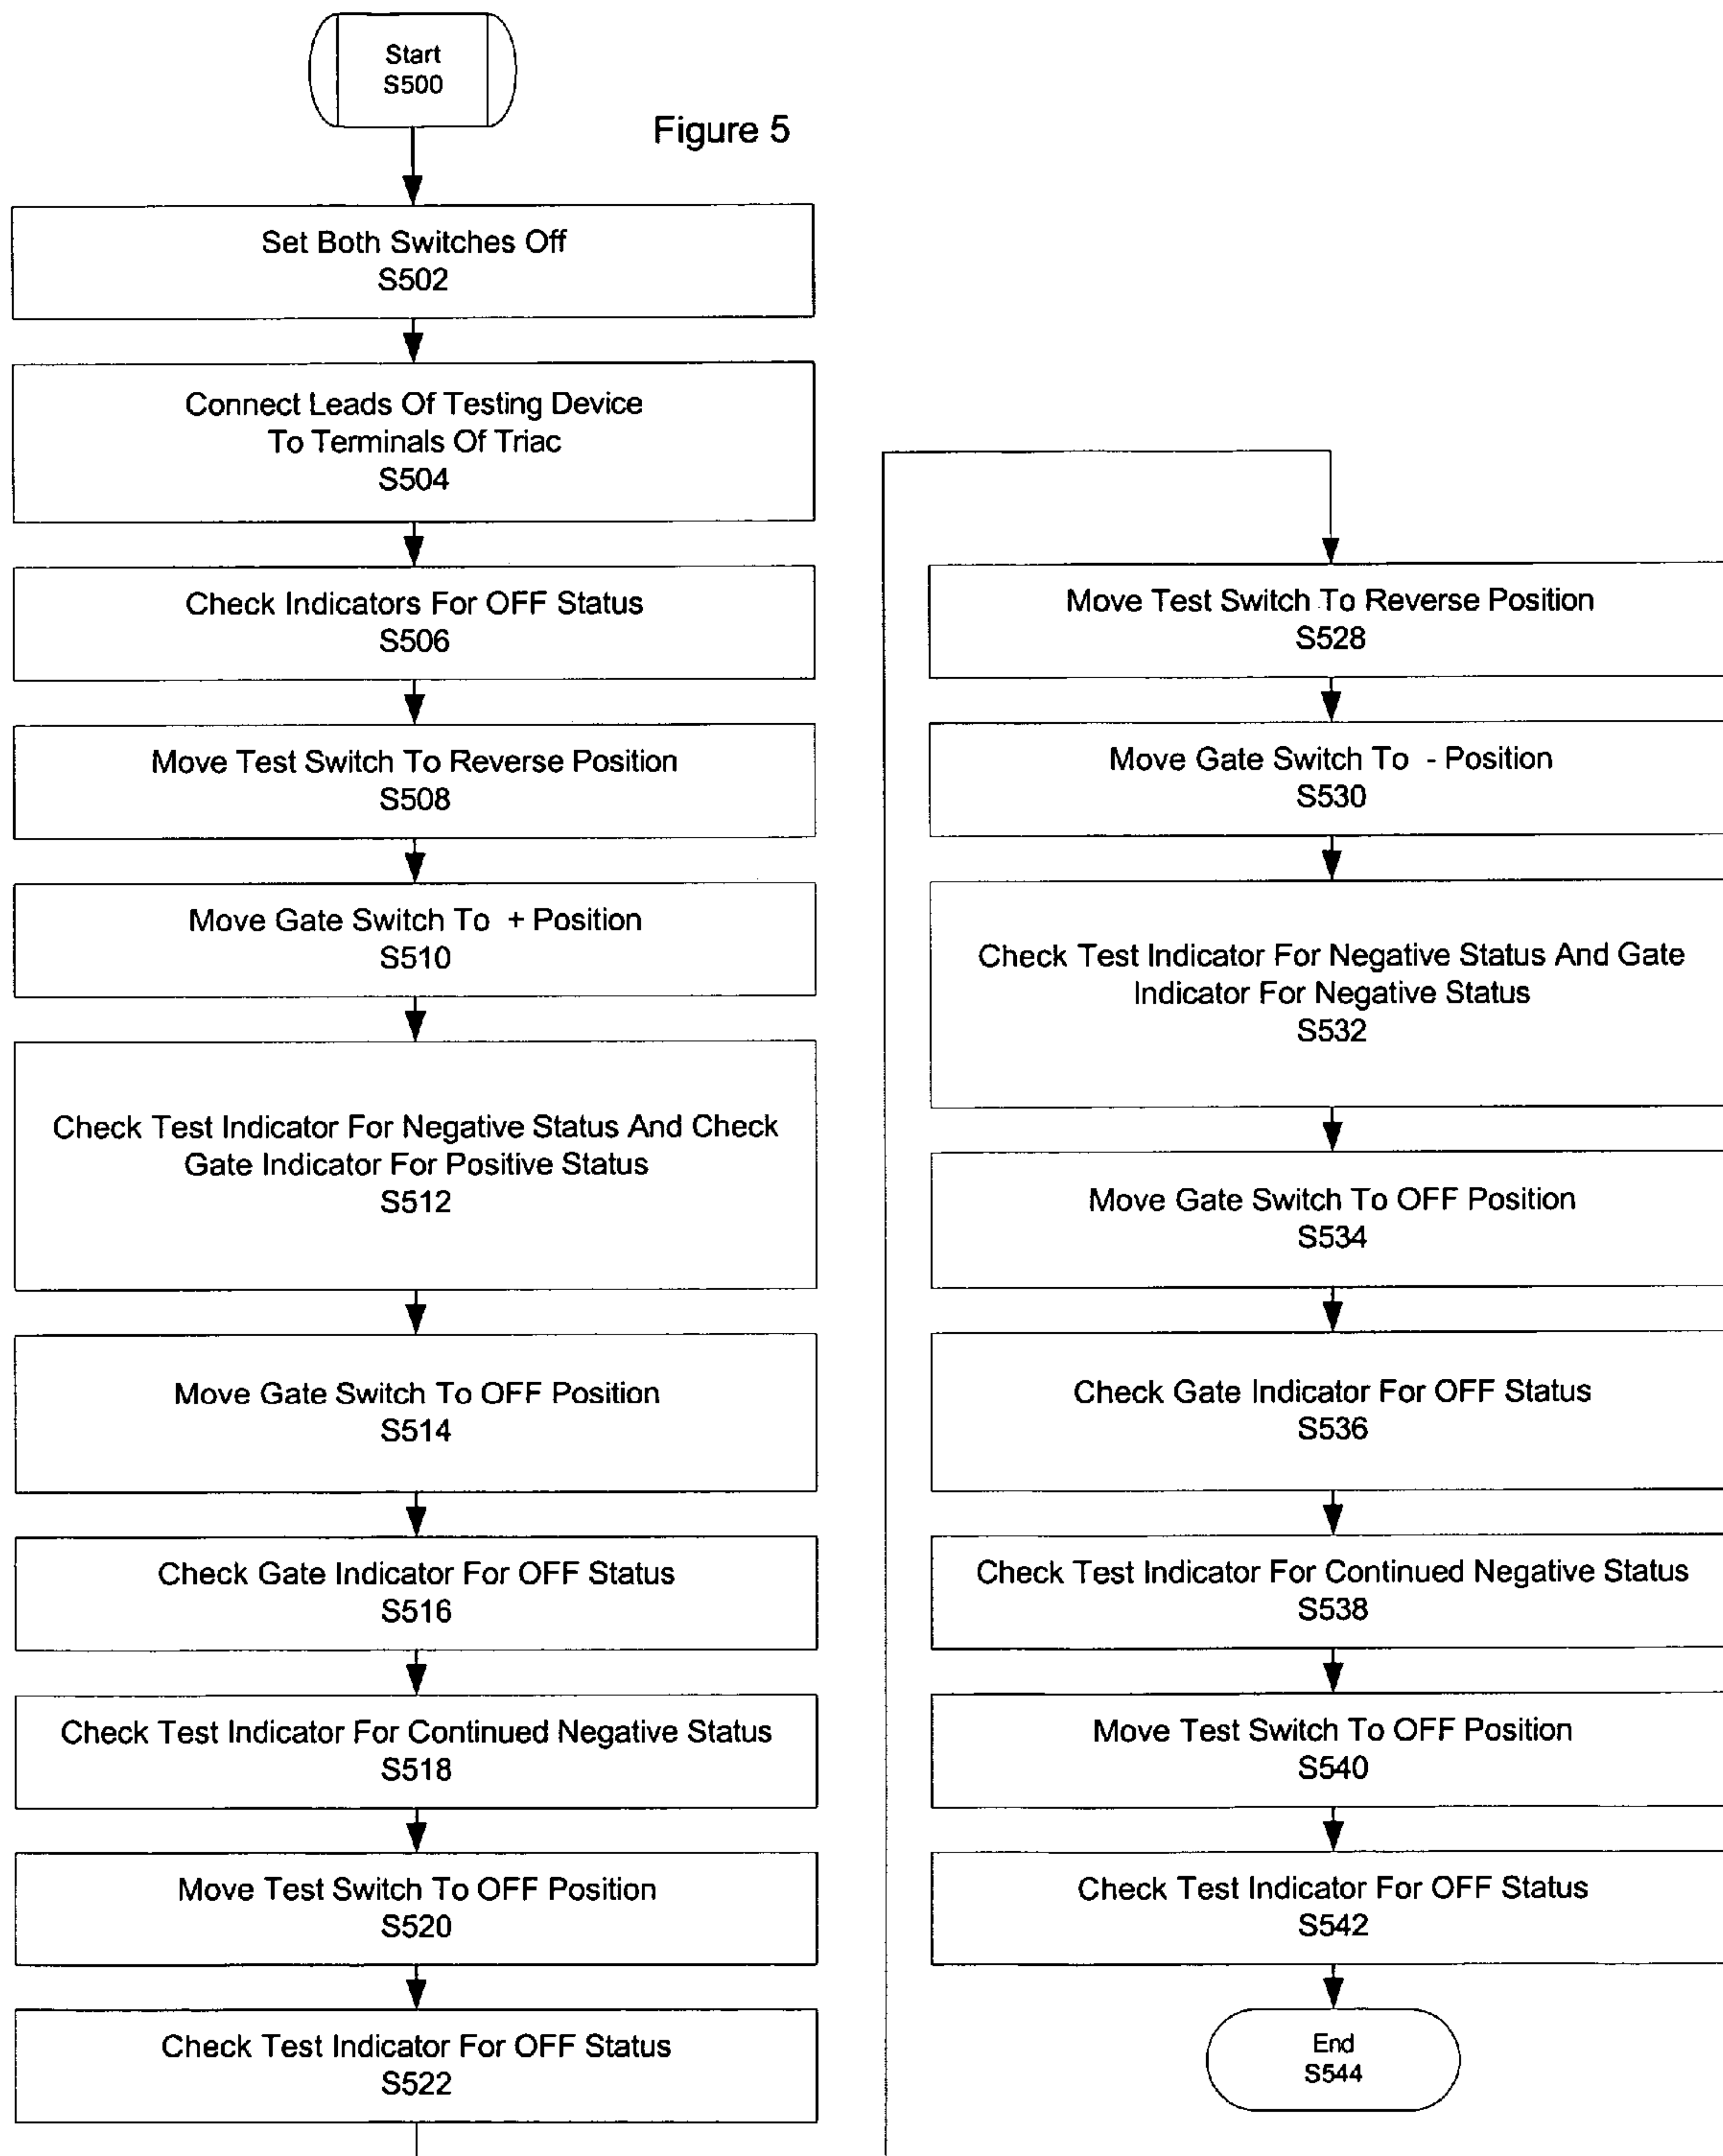 Start
S500
Figure 5
Set Both Switches Off
S502
Connect Leads Of Testing Device
To Terminals Of Triac
S504
Check Indicators For OFF Status
S506
Move Test Switch To Reverse Position
S508
Move Gate Switch To + Position
S510
Check Test Indicator For Negative Status And Check
Gate Indicator For Positive Status
S512
Move Gate Switch To OFF Position
S514
Check Gate Indicator For OFF Status
S516
Check Test Indicator For Continued Negative Status
S518
Move Test Switch To OFF Position
S520
Check Test Indicator For OFF Status
S522
Move Test Switch To Reverse Position
S528
Move Gate Switch To - Position
S530
Check Test Indicator For Negative Status And Gate
Indicator For Negative Status
S532
Move Gate Switch To OFF Position
S534
Check Gate Indicator For OFF Status
S536
Check Test Indicator For Continued Negative Status
S538
Move Test Switch To OFF Position
S540
Check Test Indicator For OFF Status
S542
End
S544